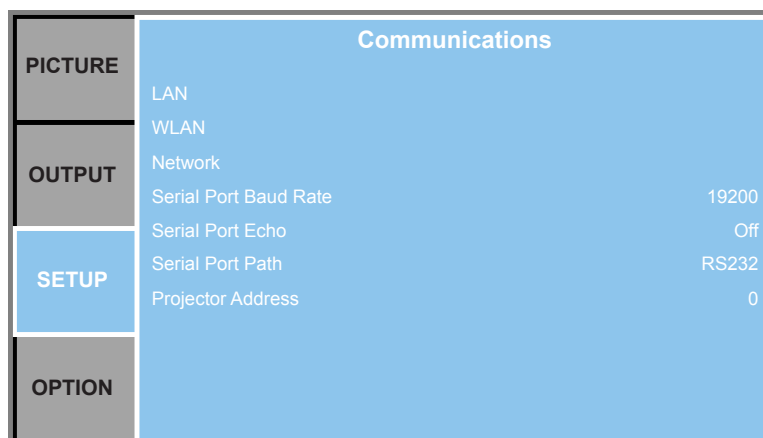 PICTURE
OUTPUT
SETUP
OPTION
Communications
LAN
WLAN
Network
Serial Port Baud Rate 19200
Serial Port Echo Off
Serial Port Path RS232
Projector Address 0